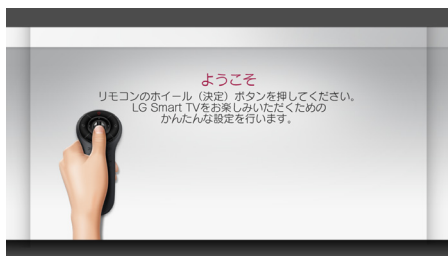 ようこそ
リモコンのホイール（決定）ボタンを押してください。
LG Smart TVをお楽しみいただくための
かんたんな設定を行います。